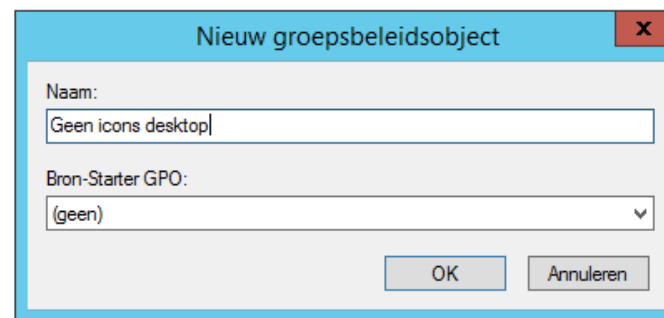 Nieuw groepsbeleidsobject
Naam:
Geen icons desktop
Bron-Starter GPO:
(geen)
OK
Annuleren